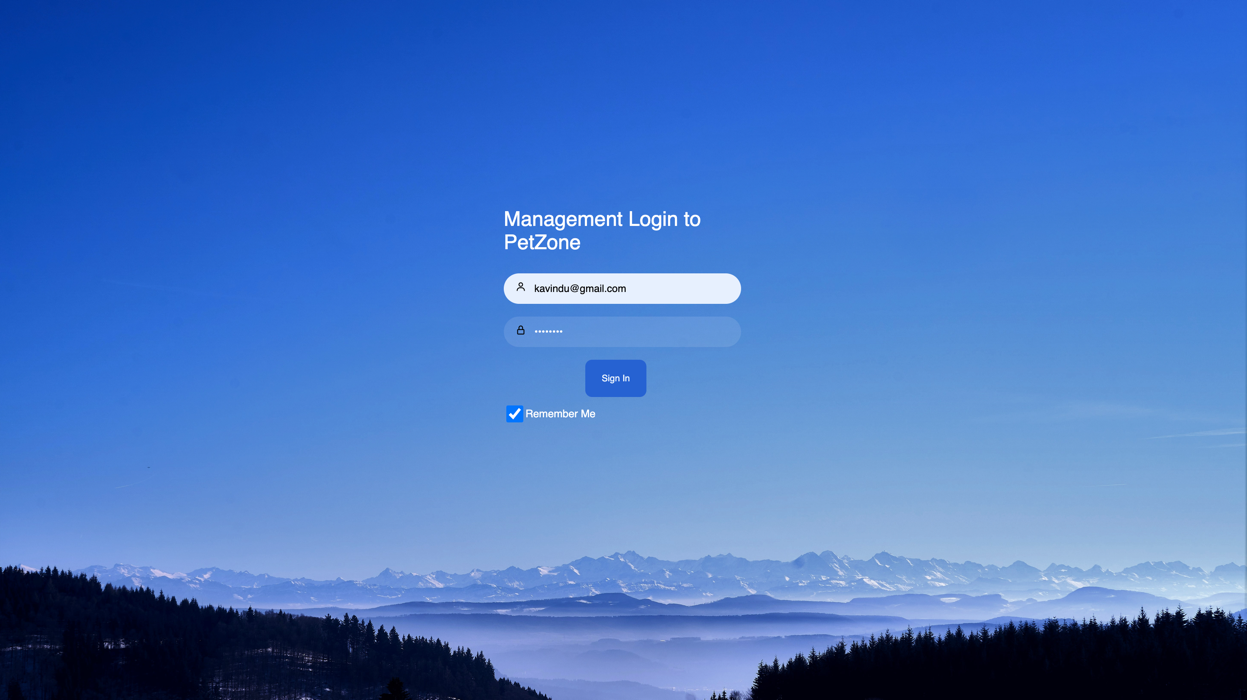 Management Login to
PetZone
kavindu@gmail.com
••••••••
Sign In
Remember Me